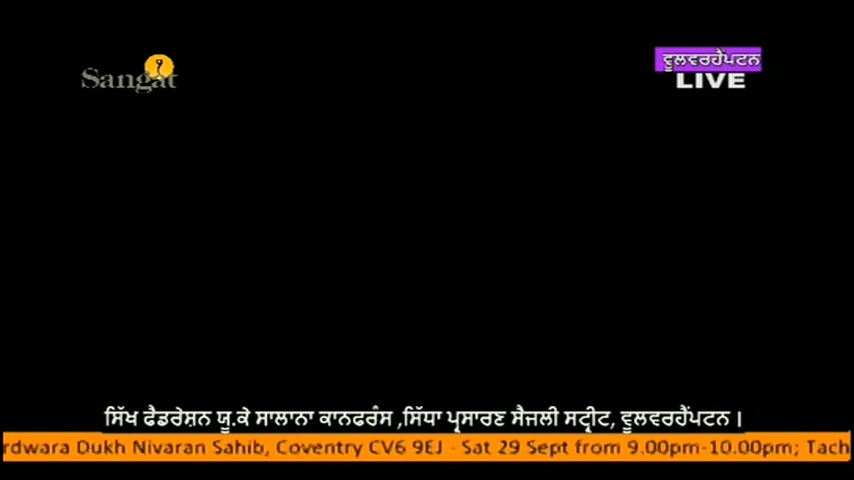 Sangat
ਵੂਲਵਰਹੈਂਪਟਨ
LIVE
ਸਿੱਖ ਫੈਡਰੇਸ਼ਨ ਯੂ.ਕੇ ਸਾਲਾਨਾ ਕਾਨਫਰੰਸ ,ਸਿੱਧਾ ਪ੍ਰਸਾਰਣ ਸੈਜਲੀ ਸਟ੍ਰੀਟ, ਵੂਲਵਰਹੈਂਪਟਨ ।
rdwara Dukh Nivaran Sahib, Coventry CV6 9EJ - Sat 29 Sept from 9.00pm-10.00pm; Tach